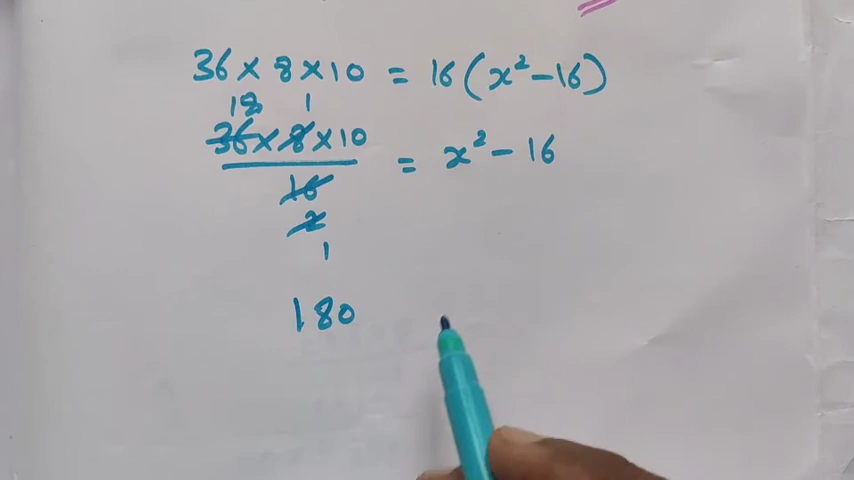 36 × 8 × 10 = 16(x² − 16)
18 1
36 × 8 × 10 = x² − 16
16
2
1
180